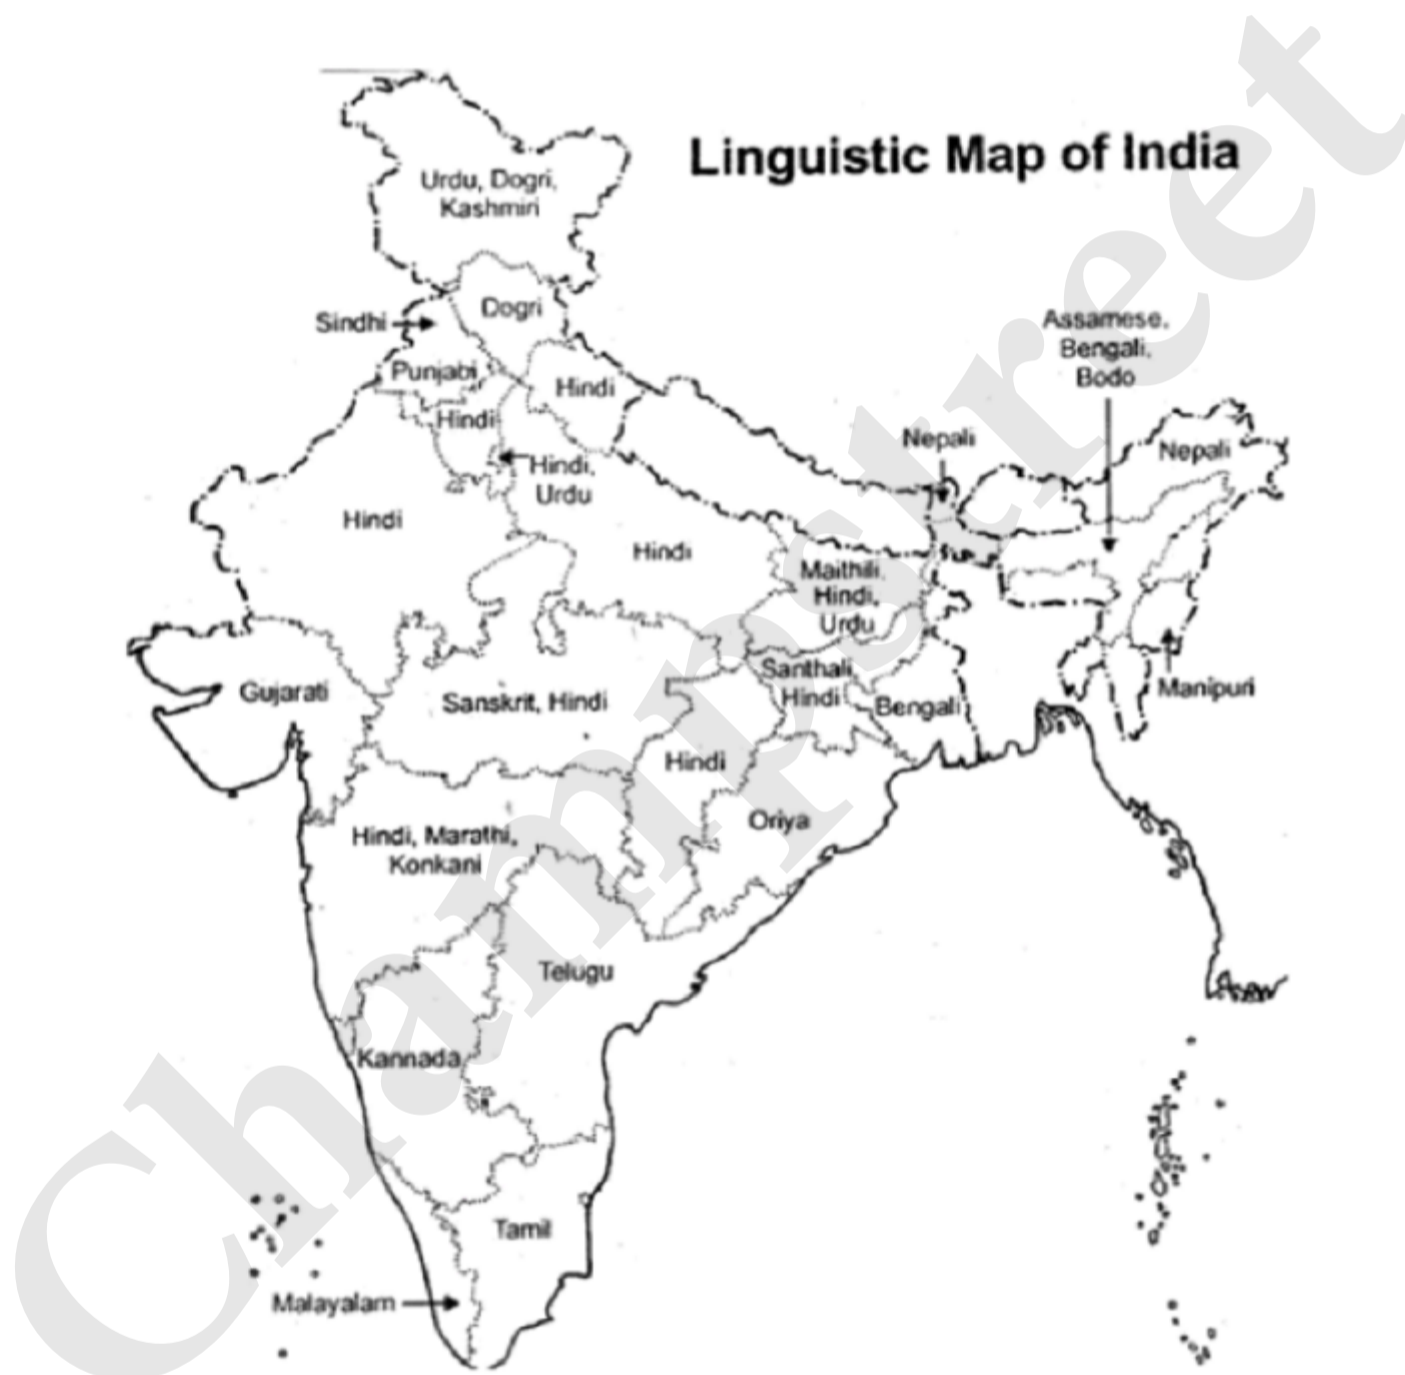 Linguistic Map of India
Urdu, Dogri,
Kashmiri
Dogri
Sindhi
Punjabi
Hindi
Hindi
Hindi,
Urdu
Hindi
Hindi
Assamese,
Bengali,
Bodo
Nepali
Nepali
Maithili,
Hindi,
Urdu
Santhali,
Hindi
Bengali
Manipuri
Gujarati
Sanskrit, Hindi
Hindi
Oriya
Hindi, Marathi,
Konkani
Telugu
Kannada
Tamil
Malayalam
Champstreet